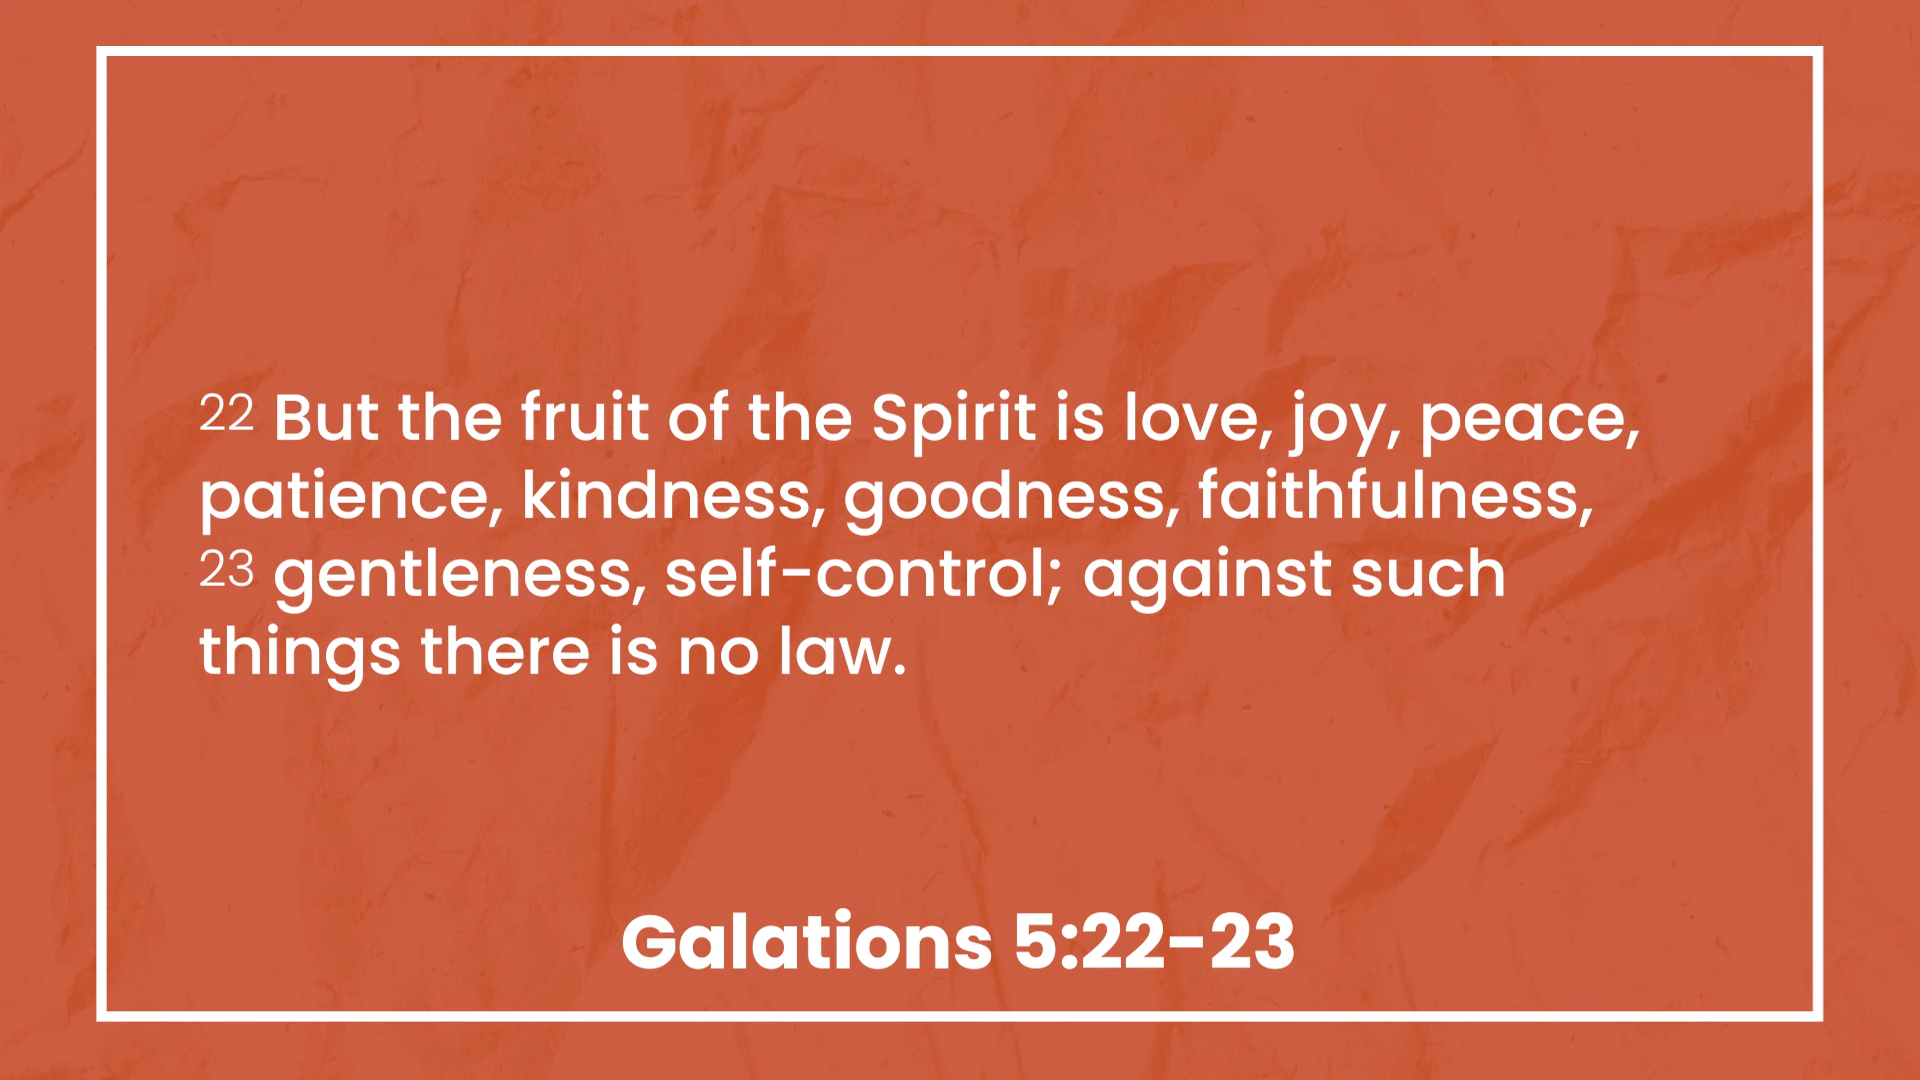 22 But the fruit of the Spirit is love, joy, peace,
patience, kindness, goodness, faithfulness,
23 gentleness, self-control; against such
things there is no law.
Galations 5:22-23